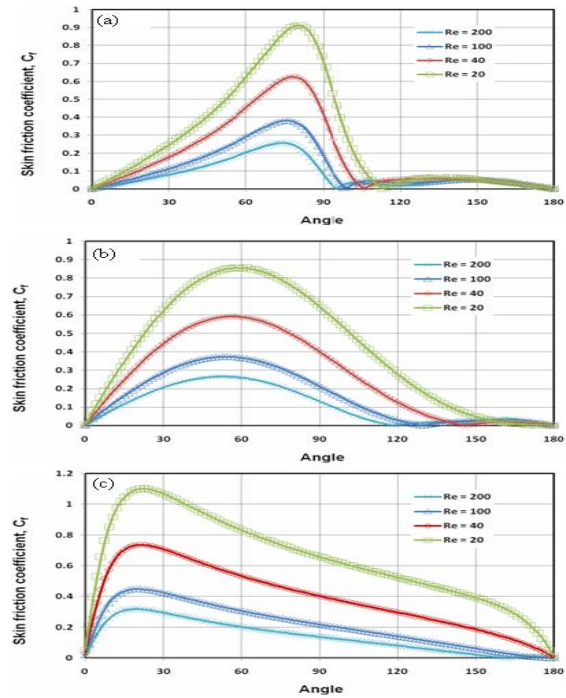 (a)
Skin friction coefficient, Cf
1
0.9
0.8
0.7
0.6
0.5
0.4
0.3
0.2
0.1
0
0 30 60 90 120 150 180
Angle
Re = 200
Re = 100
Re = 40
Re = 20
(b)
Skin friction coefficient, Cf
1
0.9
0.8
0.7
0.6
0.5
0.4
0.3
0.2
0.1
0
0 30 60 90 120 150 180
Angle
Re = 200
Re = 100
Re = 40
Re = 20
(c)
Skin friction coefficient, Cf
1.2
1
0.8
0.6
0.4
0.2
0
0 30 60 90 120 150 180
Angle
Re = 200
Re = 100
Re = 40
Re = 20